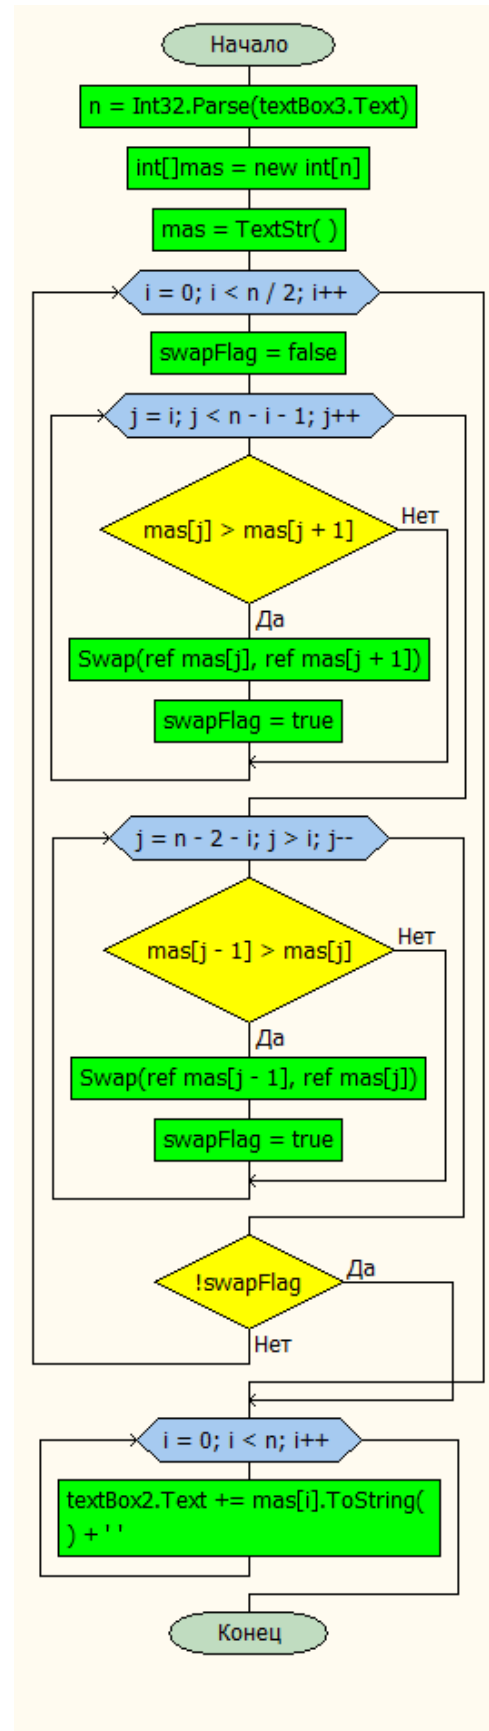 Начало
n = Int32.Parse(textBox3.Text)
int[]mas = new int[n]
mas = TextStr( )
i = 0; i < n / 2; i++
swapFlag = false
j = i; j < n - i - 1; j++
mas[j] > mas[j + 1]
Нет
Да
Swap(ref mas[j], ref mas[j + 1])
swapFlag = true
j = n - 2 - i; j > i; j--
mas[j - 1] > mas[j]
Нет
Да
Swap(ref mas[j - 1], ref mas[j])
swapFlag = true
!swapFlag
Да
Нет
i = 0; i < n; i++
textBox2.Text += mas[i].ToString(
) + ' '
Конец